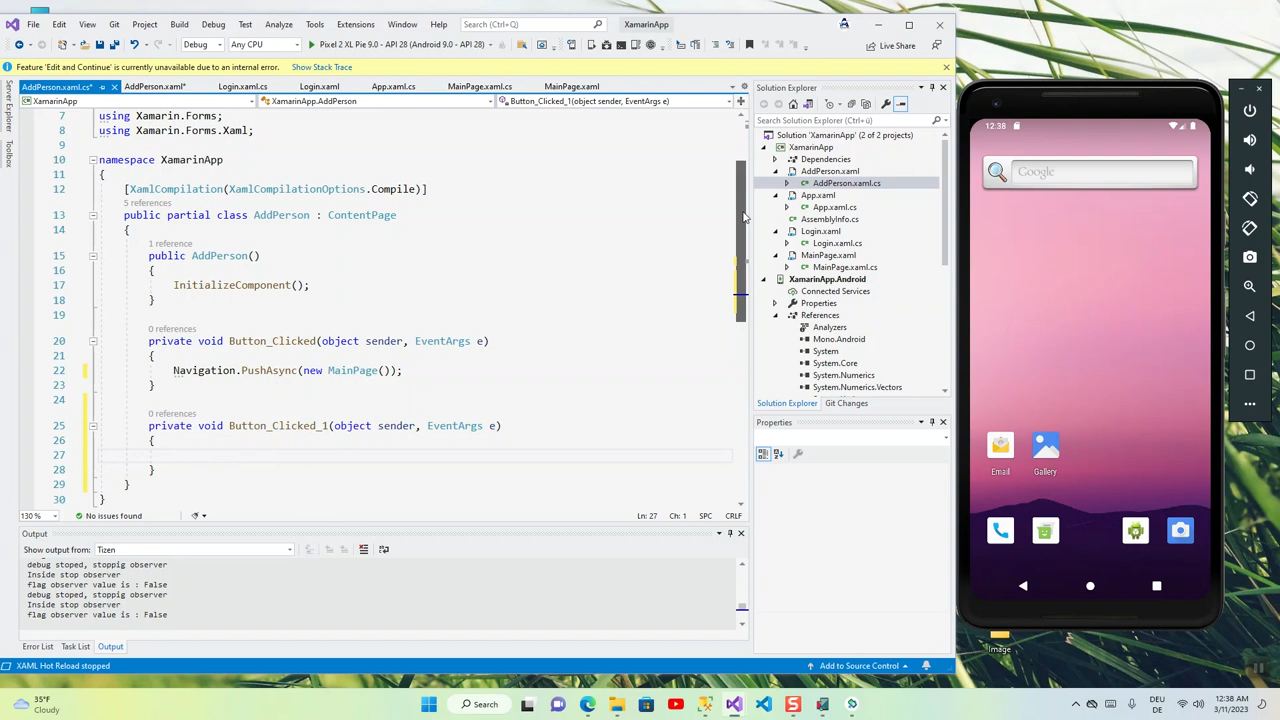 File Edit View Git Project Build Debug Test Analyze Tools Extensions Window Help Search (Ctrl+Q) XamarinApp
Debug Any CPU Pixel 2 XL Pie 9.0 - API 28 (Android 9.0 - API 28) Live Share
Feature 'Edit and Continue' is currently unavailable due to an internal error. Show Stack Trace
Server Explorer
Toolbox
AddPerson.xaml.cs* AddPerson.xaml* Login.xaml.cs Login.xaml App.xaml.cs MainPage.xaml.cs MainPage.xaml
XamarinApp XamarinApp.AddPerson Button_Clicked_1(object sender, EventArgs e)
7 using Xamarin.Forms;
8 using Xamarin.Forms.Xaml;
9
10 namespace XamarinApp
11 {
12 [XamlCompilation(XamlCompilationOptions.Compile)]
5 references
13 public partial class AddPerson : ContentPage
14 {
1 reference
15 public AddPerson()
16 {
17 InitializeComponent();
18 }
0 references
20 private void Button_Clicked(object sender, EventArgs e)
21 {
22 Navigation.PushAsync(new MainPage());
23 }
24
0 references
25 private void Button_Clicked_1(object sender, EventArgs e)
26 {
27
28 }
29 }
30 }
130 % No issues found Ln: 27 Ch: 1 SPC CRLF
Output
Show output from: Tizen
debug stoped, stoppig observer
Inside stop observer
flag observer value is : False
debug stoped, stoppig observer
Inside stop observer
flag observer value is : False
Error List Task List Output
XAML Hot Reload stopped Add to Source Control
Solution Explorer
Search Solution Explorer (Ctrl+ü)
Solution 'XamarinApp' (2 of 2 projects)
XamarinApp
Dependencies
AddPerson.xaml
AddPerson.xaml.cs
App.xaml
App.xaml.cs
AssemblyInfo.cs
Login.xaml
Login.xaml.cs
MainPage.xaml
MainPage.xaml.cs
XamarinApp.Android
Connected Services
Properties
References
Analyzers
Mono.Android
System
System.Core
System.Numerics
System.Numerics.Vectors
Solution Explorer Git Changes
Properties
12:38
Google
Email Gallery
Image
35°F
Cloudy
Search
DEU
DE
12:38 AM
3/11/2023